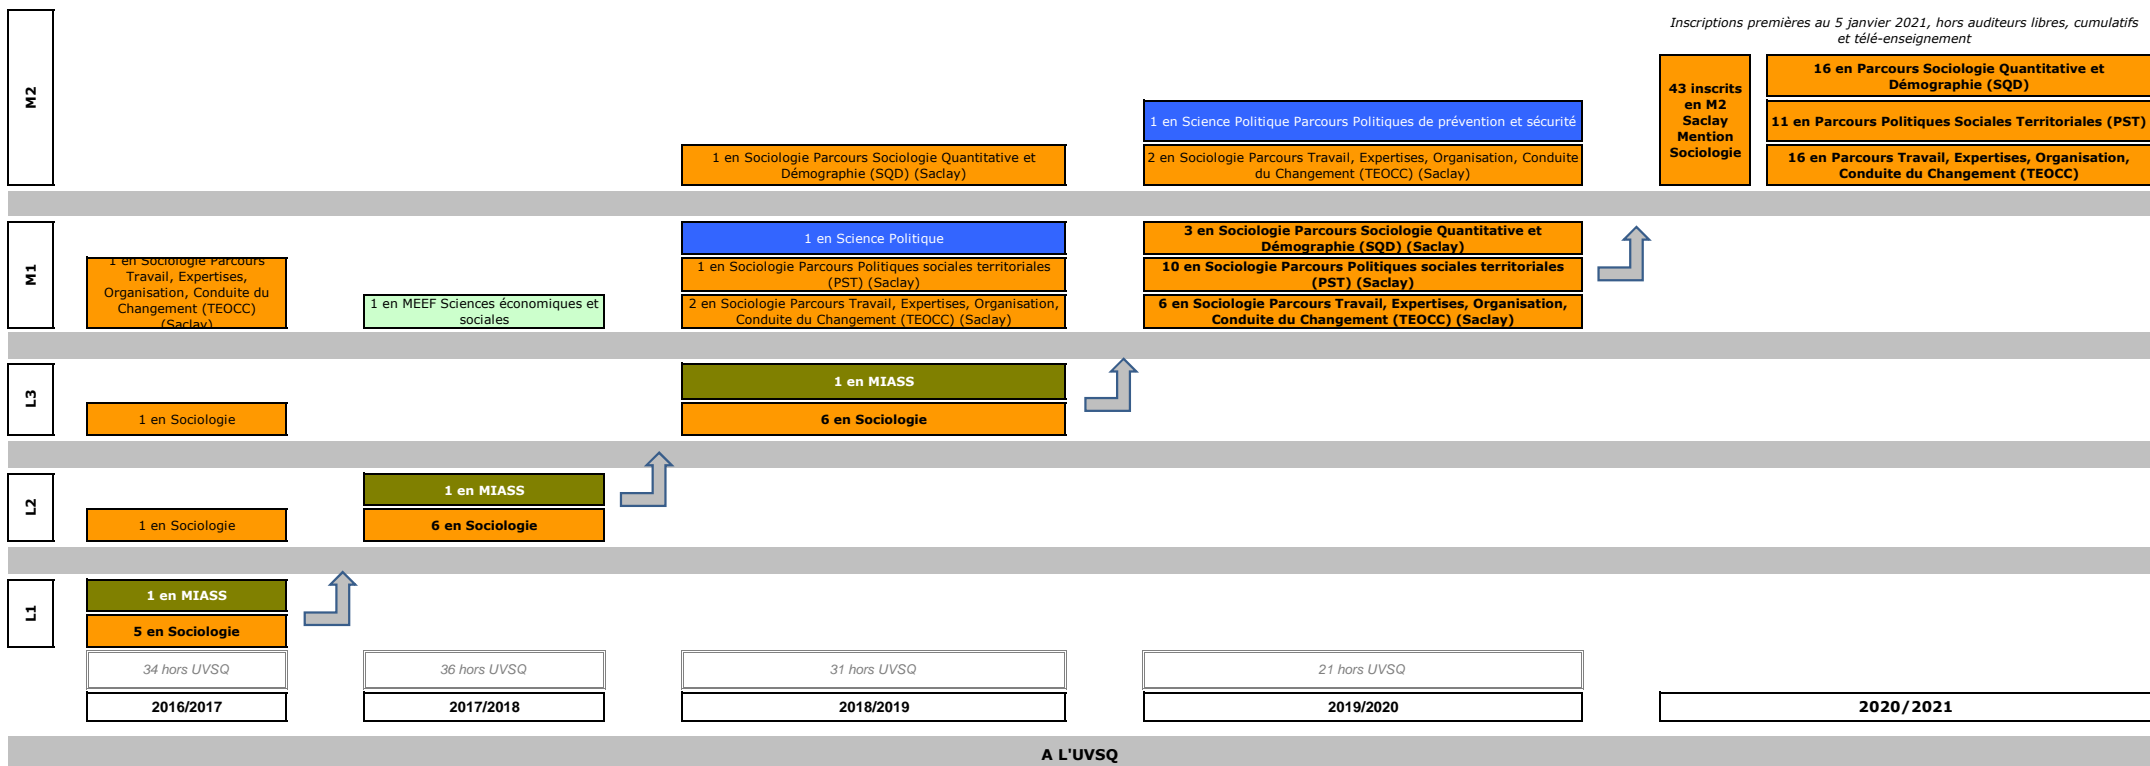 Inscriptions premières au 5 janvier 2021, hors auditeurs libres, cumulatifs
et télé-enseignement
M2
1 en Sociologie Parcours Sociologie Quantitative et
Démographie (SQD) (Saclay)
1 en Science Politique Parcours Politiques de prévention et sécurité
2 en Sociologie Parcours Travail, Expertises, Organisation, Conduite
du Changement (TEOCC) (Saclay)
43 inscrits
en M2
Saclay
Mention
Sociologie
16 en Parcours Sociologie Quantitative et
Démographie (SQD)
11 en Parcours Politiques Sociales Territoriales (PST)
16 en Parcours Travail, Expertises, Organisation,
Conduite du Changement (TEOCC)
M1
1 en Sociologie Parcours
Travail, Expertises,
Organisation, Conduite du
Changement (TEOCC)
(Saclay)
1 en MEEF Sciences économiques et
sociales
1 en Science Politique
1 en Sociologie Parcours Politiques sociales territoriales
(PST) (Saclay)
2 en Sociologie Parcours Travail, Expertises, Organisation,
Conduite du Changement (TEOCC) (Saclay)
3 en Sociologie Parcours Sociologie Quantitative et
Démographie (SQD) (Saclay)
10 en Sociologie Parcours Politiques sociales territoriales
(PST) (Saclay)
6 en Sociologie Parcours Travail, Expertises, Organisation,
Conduite du Changement (TEOCC) (Saclay)
L3
1 en Sociologie
1 en MIASS
6 en Sociologie
L2
1 en Sociologie
1 en MIASS
6 en Sociologie
L1
1 en MIASS
5 en Sociologie
34 hors UVSQ
36 hors UVSQ
31 hors UVSQ
21 hors UVSQ
2016/2017
2017/2018
2018/2019
2019/2020
2020/2021
A L'UVSQ